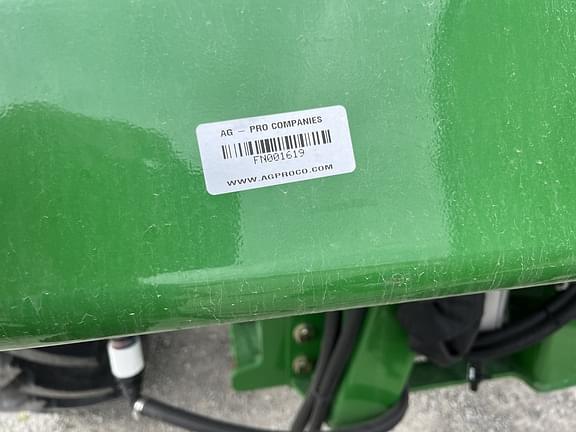 AG - PRO COMPANIES
FN001619
WWW.AGPROCO.COM